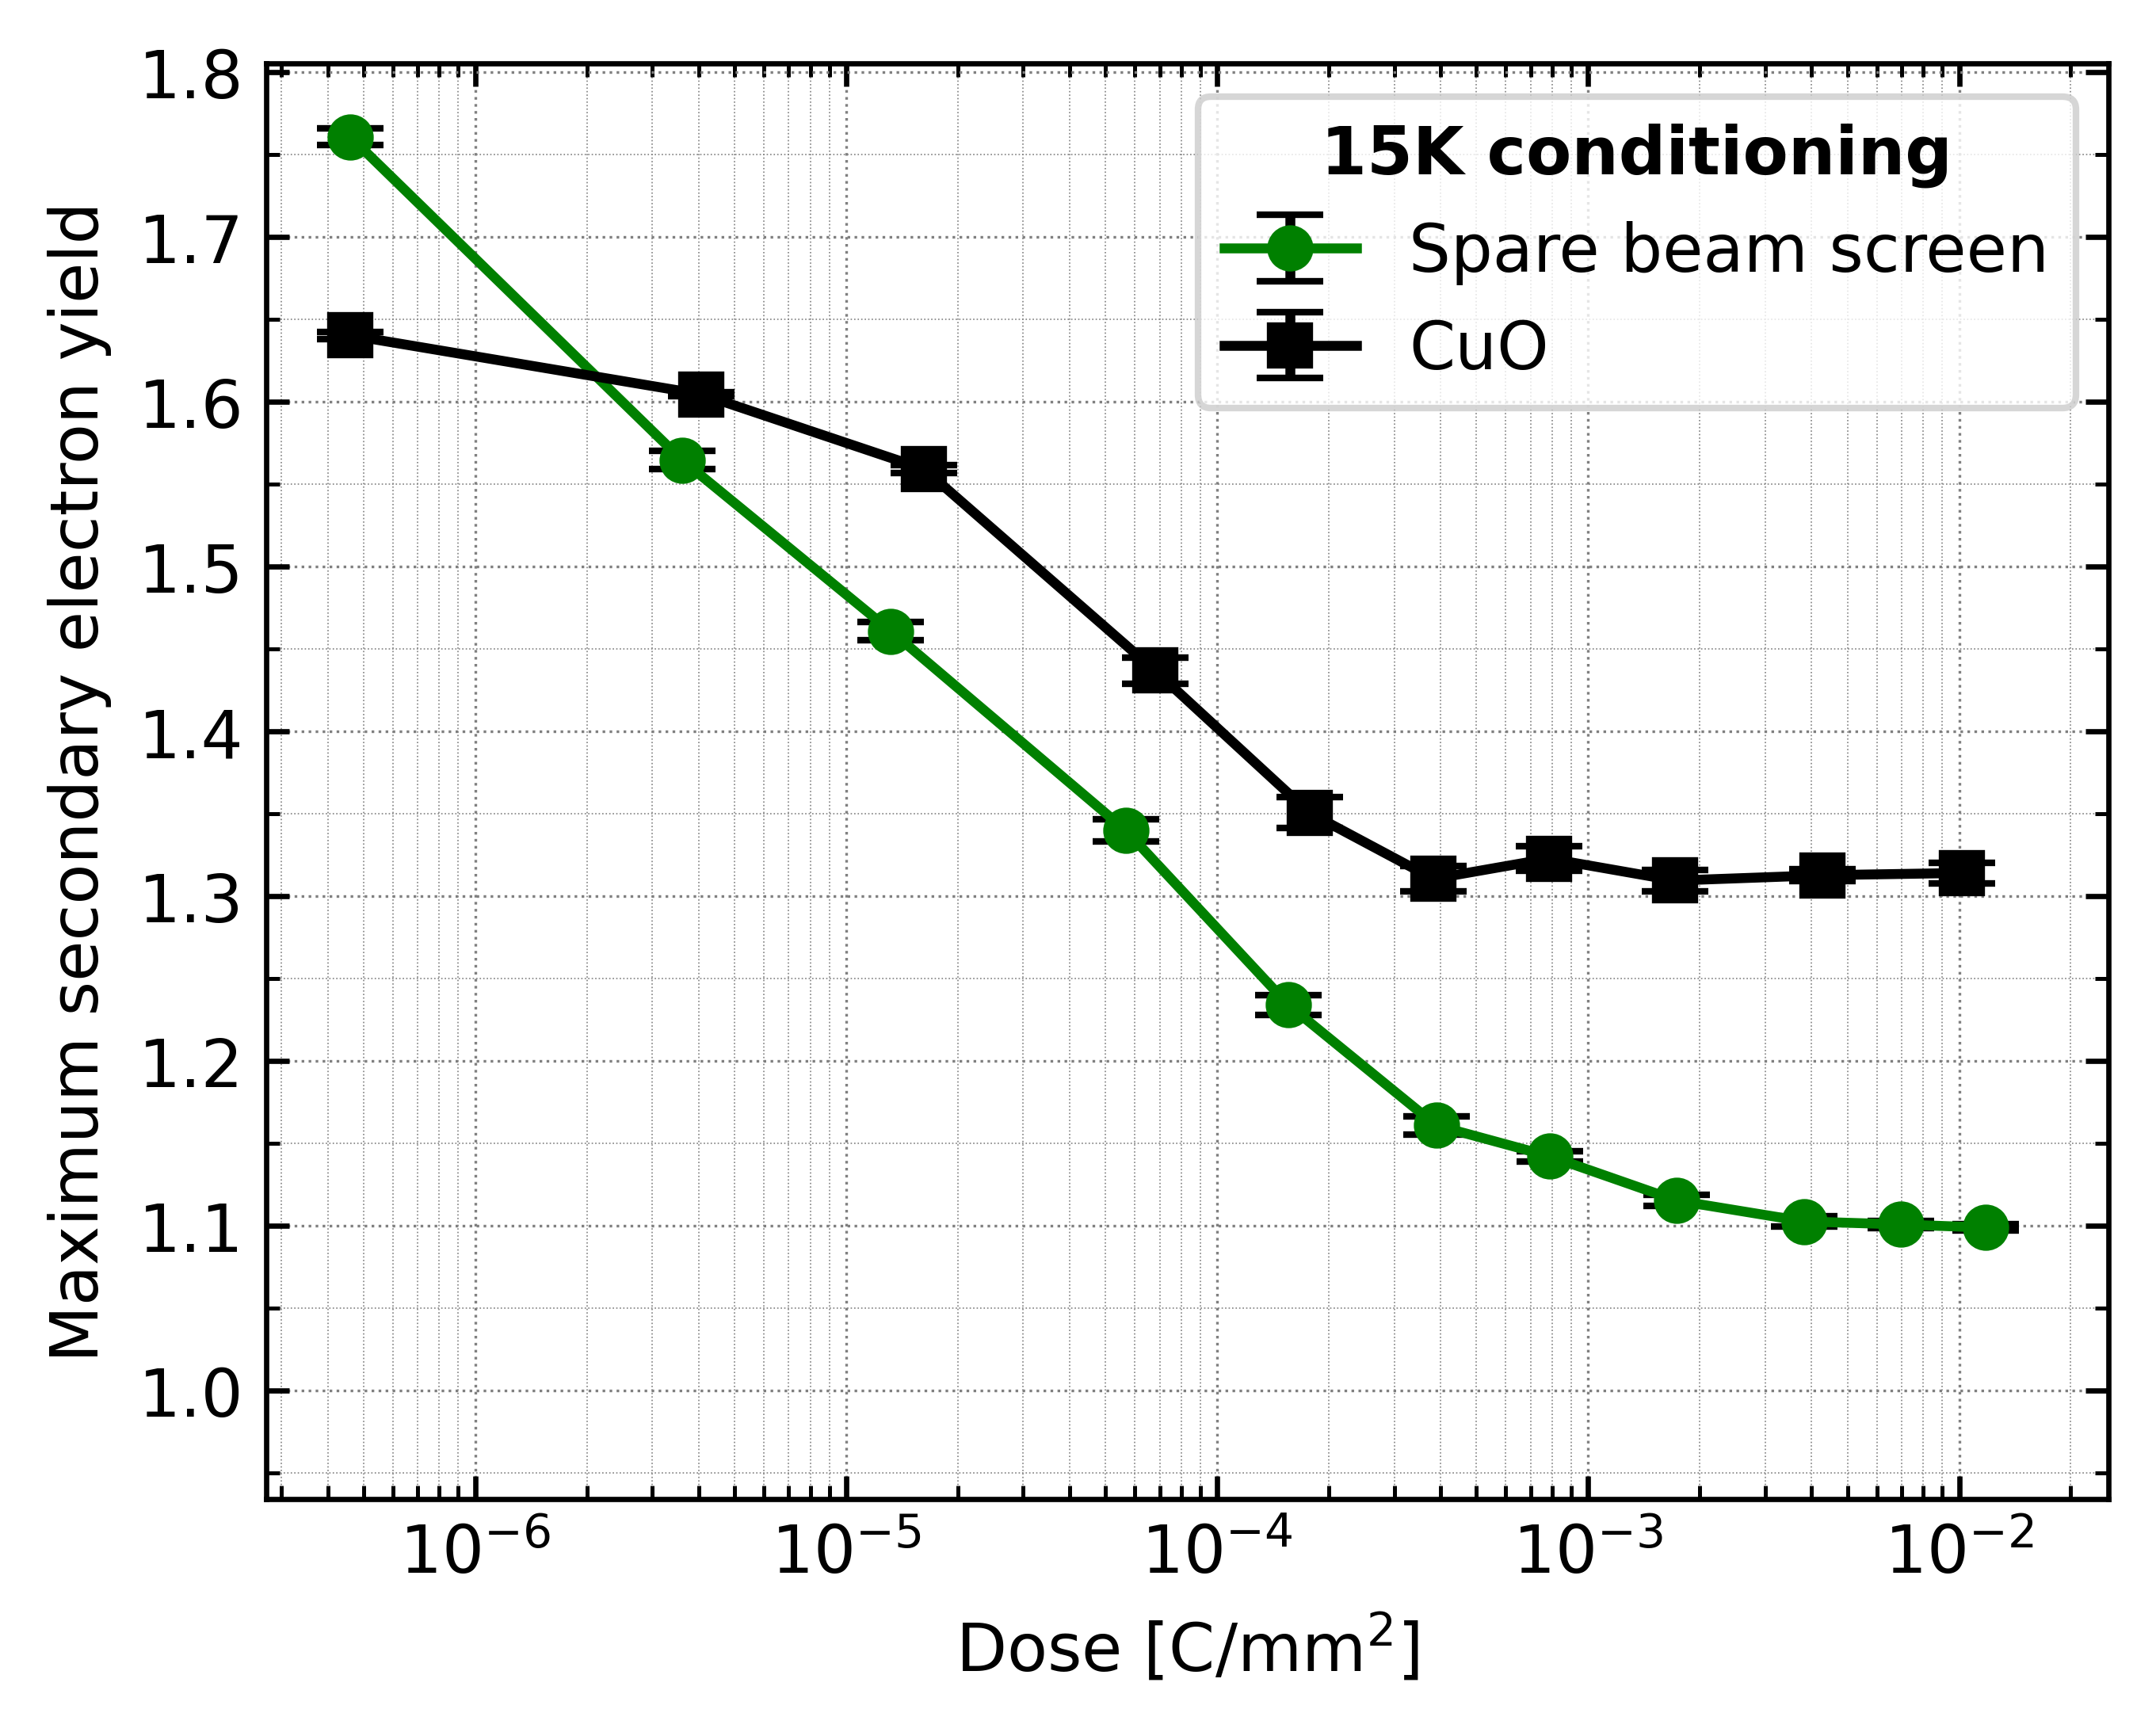 15K conditioning
Spare beam screen
CuO
Maximum secondary electron yield
1.8
1.7
1.6
1.5
1.4
1.3
1.2
1.1
1.0
10⁻⁶ 10⁻⁵ 10⁻⁴ 10⁻³ 10⁻²
Dose [C/mm²]